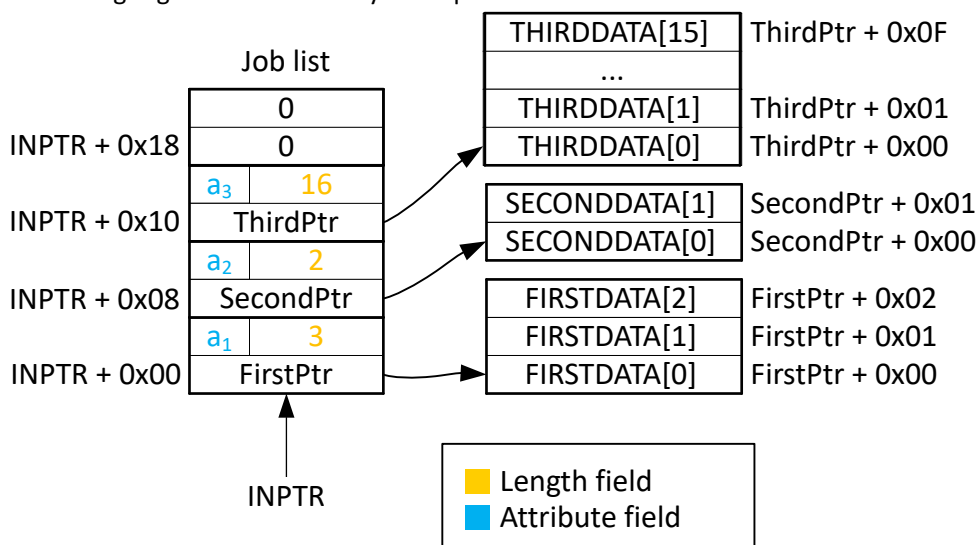 Job list
0
INPTR + 0x18 0
a3 16
INPTR + 0x10 ThirdPtr
a2 2
INPTR + 0x08 SecondPtr
a1 3
INPTR + 0x00 FirstPtr
INPTR
THIRDDATA[15] ThirdPtr + 0x0F
...
THIRDDATA[1] ThirdPtr + 0x01
THIRDDATA[0] ThirdPtr + 0x00
SECONDDATA[1] SecondPtr + 0x01
SECONDDATA[0] SecondPtr + 0x00
FIRSTDATA[2] FirstPtr + 0x02
FIRSTDATA[1] FirstPtr + 0x01
FIRSTDATA[0] FirstPtr + 0x00
Length field
Attribute field